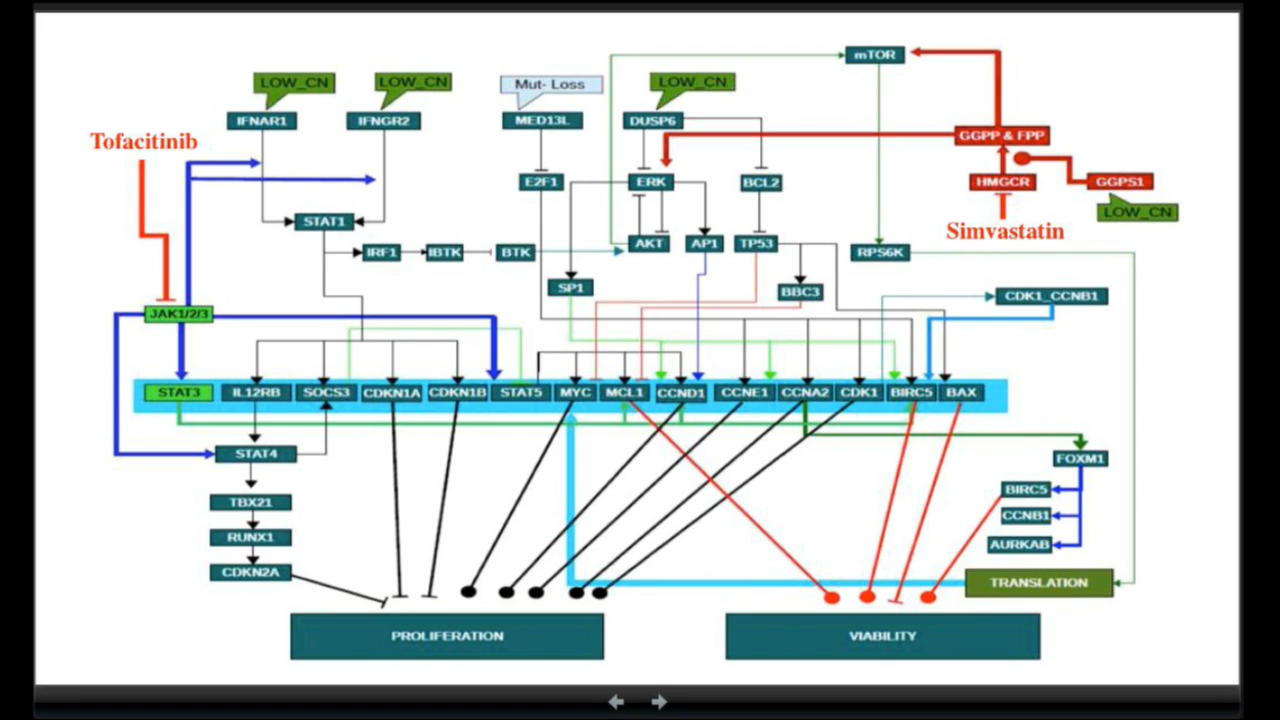 mTOR
LOW_CN
LOW_CN
Mut- Loss
LOW_CN
IFNAR1
IFNGR2
MED13L
DUSP6
GGPP & FPP
Tofacitinib
E2F1
ERK
BCL2
HMGCR
GGPS1
LOW_CN
STAT1
Simvastatin
IRF1
IBTK
BTK
AKT
AP1
TP53
RPS6K
SP1
BBC3
CDK1_CCNB1
JAK1/2/3
STAT3
IL12RB
SOCS3
CDKN1A
CDKN1B
STAT5
MYC
MCL1
CCND1
CCNE1
CCNA2
CDK1
BIRC5
BAX
STAT4
FOXM1
TBX21
BIRC5
CCNB1
RUNX1
AURKAB
CDKN2A
TRANSLATION
PROLIFERATION
VIABILITY